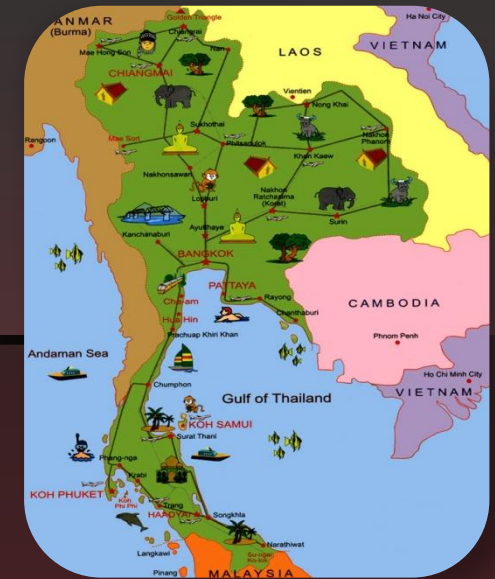 ANMAR
(Burma)
Golden Triangle
Chiangrai
Mae Hong Son
Nan
CHIANGMAI
LAOS
VIETNAM
Ha Noi City
Vientien
Nong Khai
Sukhothai
Mae Sort
Phitsanulok
Nakhon
Phanom
Khon Kaew
Rangoon
Nakhonsawan
Lopburi
Nakhon
Ratchasima
(Korat)
Surin
Ayutthaya
Kanchanaburi
BANGKOK
PATTAYA
Rayong
Chanthaburi
Cha-am
Hua Hin
Prachuap Khiri Khan
CAMBODIA
Phnom Penh
Ho Chi Minh City
VIETNAM
Andaman Sea
Chumphon
Gulf of Thailand
KOH SAMUI
Surat Thani
Phang-nga
Krabi
KOH PHUKET
Koh
Phi Phi
Trang
HAADYAI
Songkhla
Narathiwat
Langkawi
Pinang
MALAYSIA